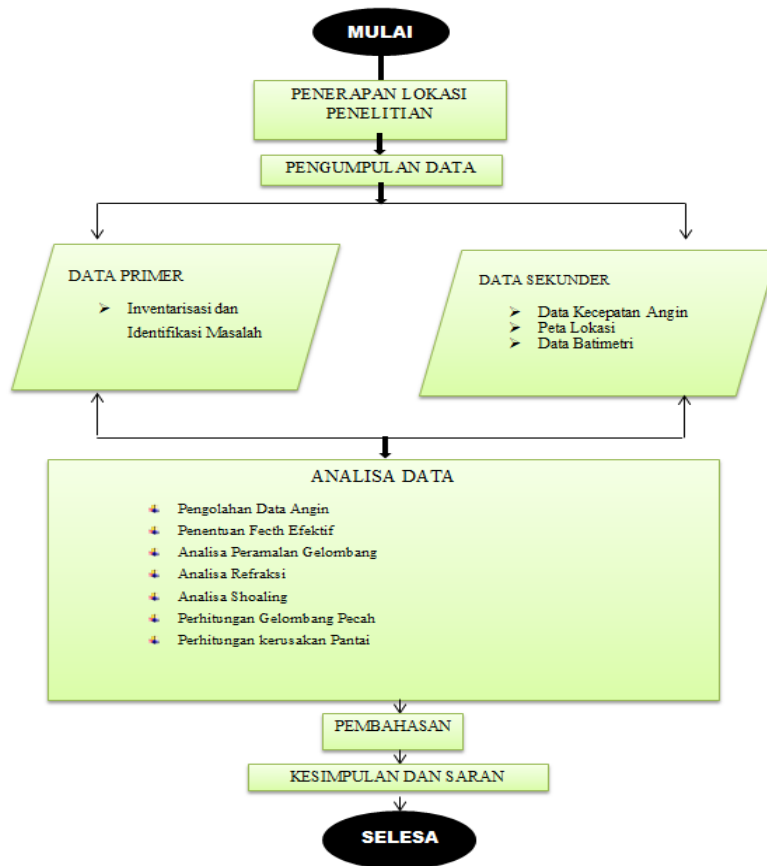 MULAI
PENERAPAN LOKASI
PENELITIAN
PENGUMPULAN DATA
DATA PRIMER
Inventarisasi dan
Identifikasi Masalah
DATA SEKUNDER
Data Kecepatan Angin
Peta Lokasi
Data Batimetri
ANALISA DATA
Pengolahan Data Angin
Penentuan Fecth Efektif
Analisa Peramalan Gelombang
Analisa Refraksi
Analisa Shoaling
Perhitungan Gelombang Pecah
Perhitungan kerusakan Pantai
PEMBAHASAN
KESIMPULAN DAN SARAN
SELESA